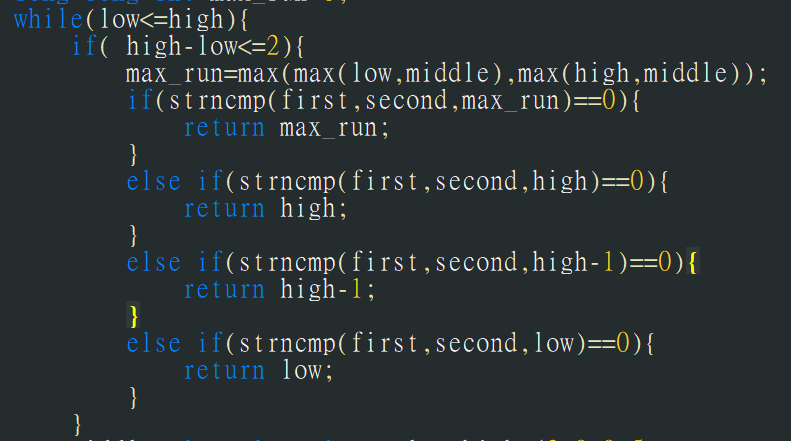 while(low<=high){
if( high-low<=2){
max_run=max(max(low,middle),max(high,middle));
if(strncmp(first,second,max_run)==0){
return max_run;
}
else if(strncmp(first,second,high)==0){
return high;
}
else if(strncmp(first,second,high-1)==0){
return high-1;
}
else if(strncmp(first,second,low)==0){
return low;
}
}